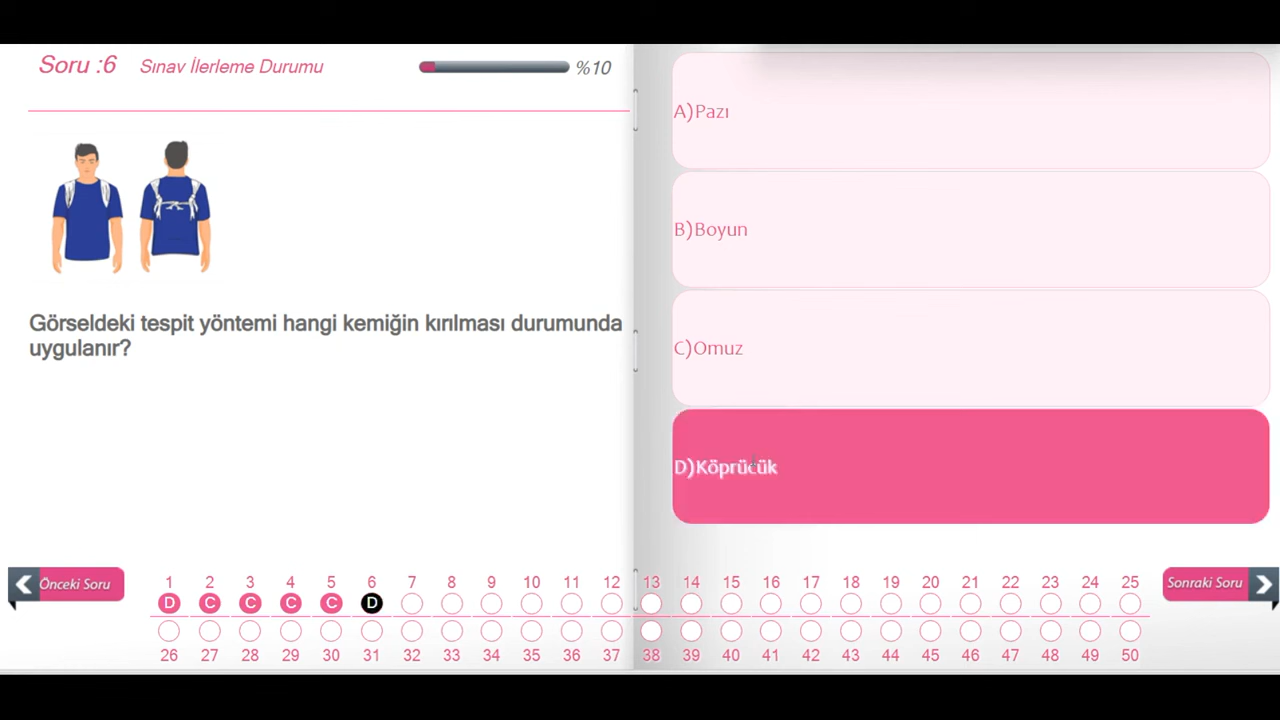 Soru :6 Sınav İlerleme Durumu %10
Görseldeki tespit yöntemi hangi kemiğin kırılması durumunda
uygulanır?
A)Pazı
B)Boyun
C)Omuz
D)Köprücük
Önceki Soru
1 2 3 4 5 6 7 8 9 10 11 12 13 14 15 16 17 18 19 20 21 22 23 24 25
D C C C C D
26 27 28 29 30 31 32 33 34 35 36 37 38 39 40 41 42 43 44 45 46 47 48 49 50
Sonraki Soru